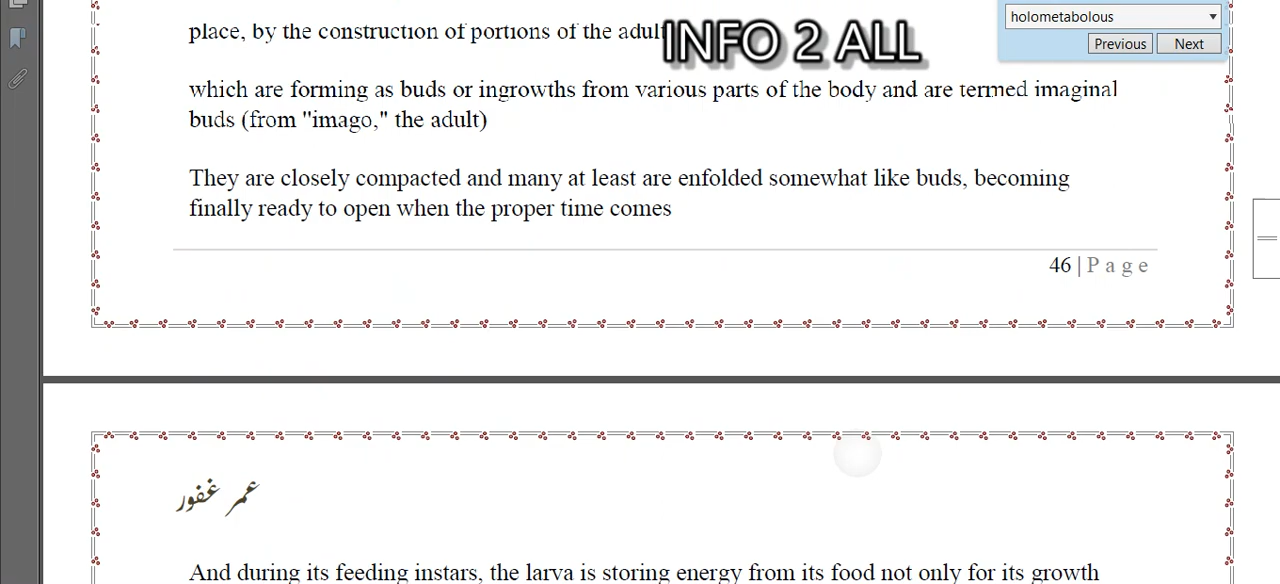 place, by the construction of portions of the adult
INFO 2 ALL
holometabolous
Previous Next
which are forming as buds or ingrowths from various parts of the body and are termed imaginal
buds (from "imago," the adult)
They are closely compacted and many at least are enfolded somewhat like buds, becoming
finally ready to open when the proper time comes
46 | P a g e
عمر غفور
And during its feeding instars, the larva is storing energy from its food not only for its growth